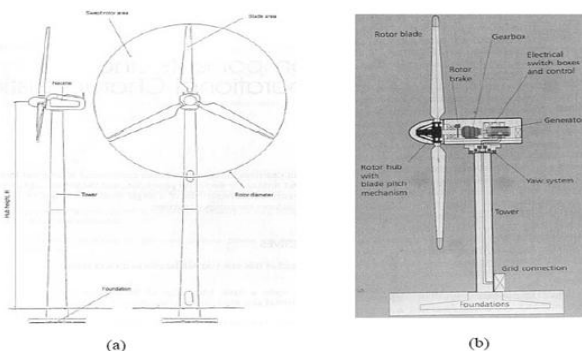 Swept rotor area
Blade area
Nacelle
Hub height, H
Tower
Rotor diameter
Foundation
(a)
Rotor blade
Gearbox
Electrical
switch boxes
and control
Rotor
brake
Generator
Rotor hub
with
blade pitch
mechanism
Yaw system
Tower
Grid connection
Foundations
(b)